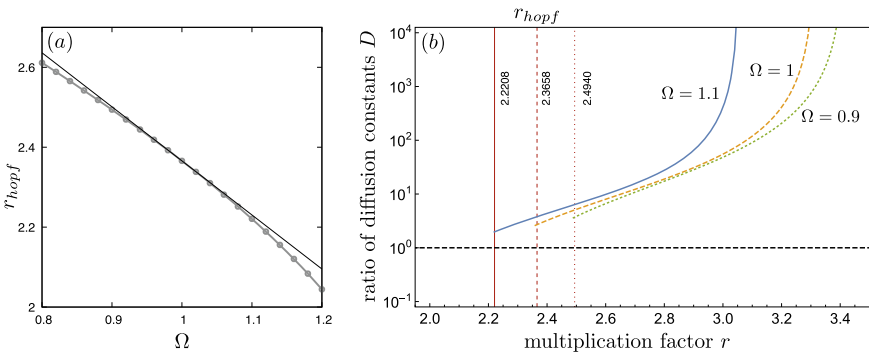 (a)
2.6
2.4
2.2
2
0.8 0.9 1 1.1 1.2
r_hopf
Ω
r_hopf
(b)
2.2208
2.3658
2.4940
Ω = 1.1
Ω = 1
Ω = 0.9
10^4
10^3
10^2
10^1
10^0
10^−1
2.0 2.2 2.4 2.6 2.8 3.0 3.2 3.4
ratio of diffusion constants D
multiplication factor r